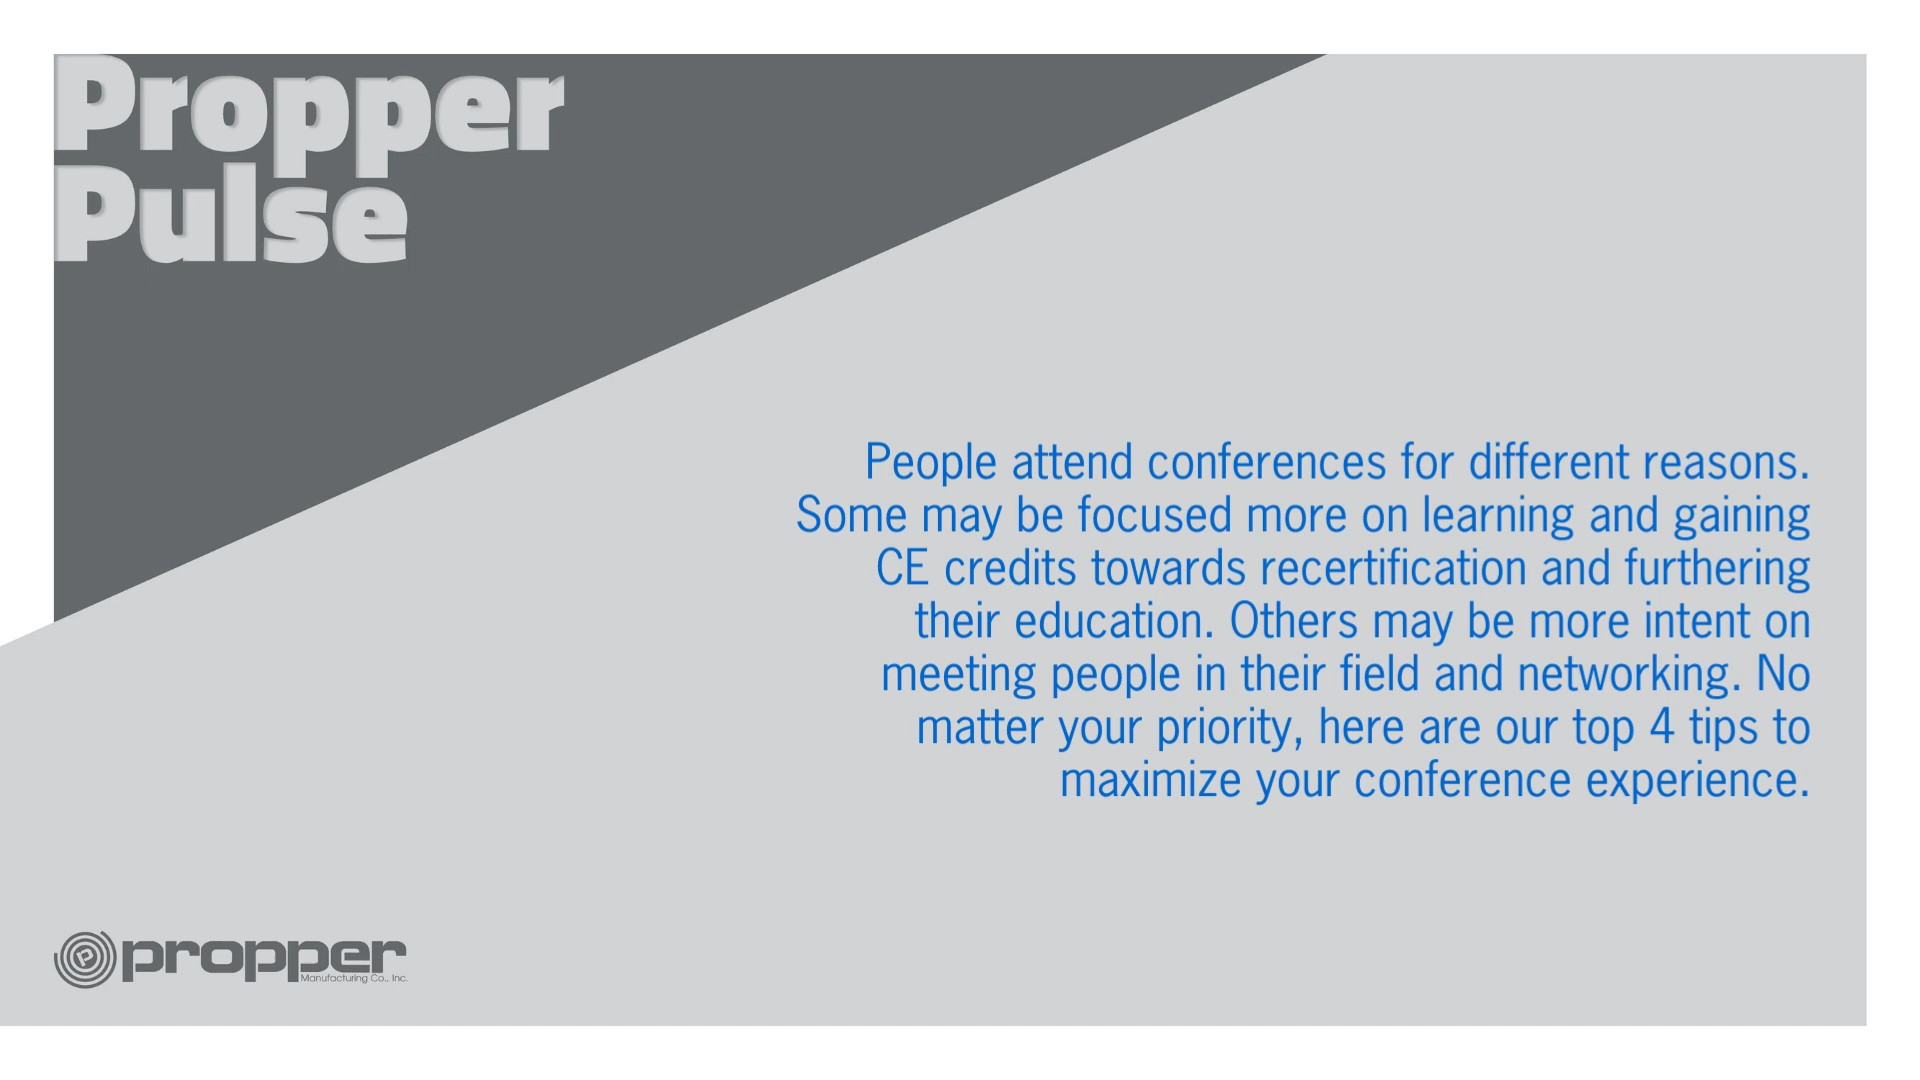 Propper
Pulse
People attend conferences for different reasons.
Some may be focused more on learning and gaining
CE credits towards recertification and furthering
their education. Others may be more intent on
meeting people in their field and networking. No
matter your priority, here are our top 4 tips to
maximize your conference experience.
P propper
Manufacturing Co., Inc.